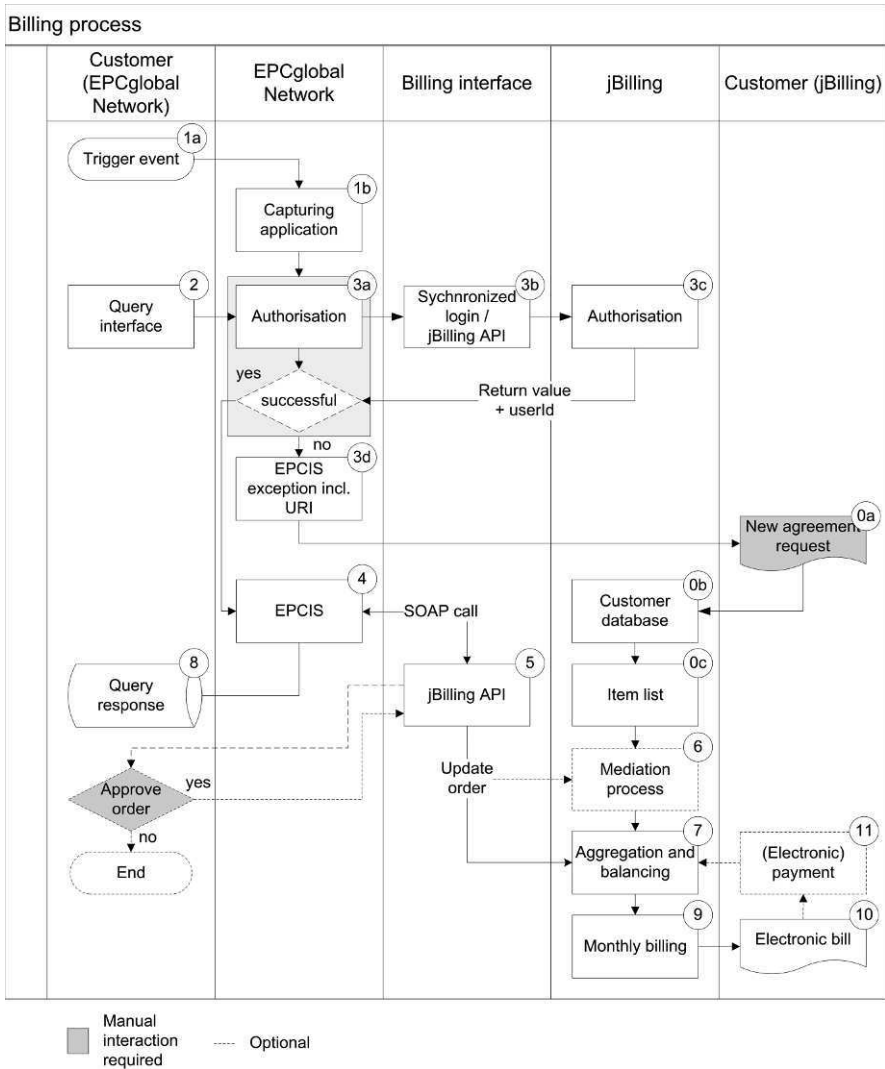 Billing process
Customer
(EPCglobal
Network)
EPCglobal
Network
Billing interface
jBilling
Customer (jBilling)
1a
Trigger event
1b
Capturing
application
2
Query
interface
3a
Authorisation
3b
Sychnronized
login /
jBilling API
3c
Authorisation
yes
successful
Return value
+ userId
no
3d
EPCIS
exception incl.
URI
0a
New agreement
request
4
EPCIS
SOAP call
0b
Customer
database
8
Query
response
5
jBilling API
0c
Item list
Approve
order
yes
no
Update
order
6
Mediation
process
End
7
Aggregation and
balancing
11
(Electronic)
payment
9
Monthly billing
10
Electronic bill
Manual
interaction
required
Optional